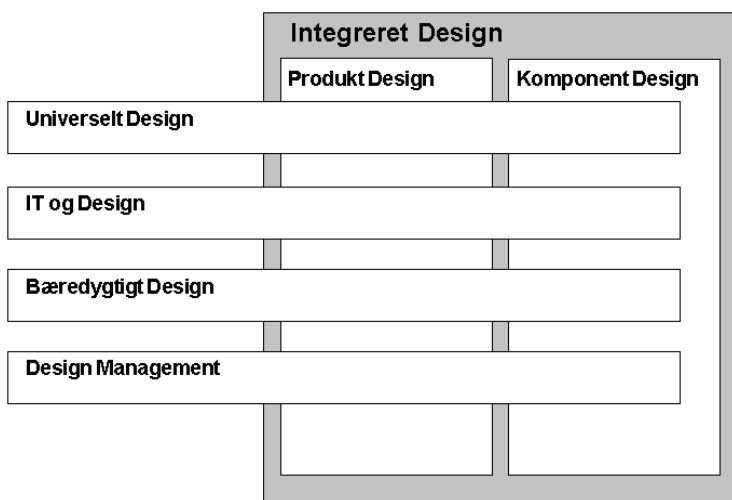 Integreret Design
Produkt Design
Komponent Design
Universelt Design
IT og Design
Bæredygtigt Design
Design Management